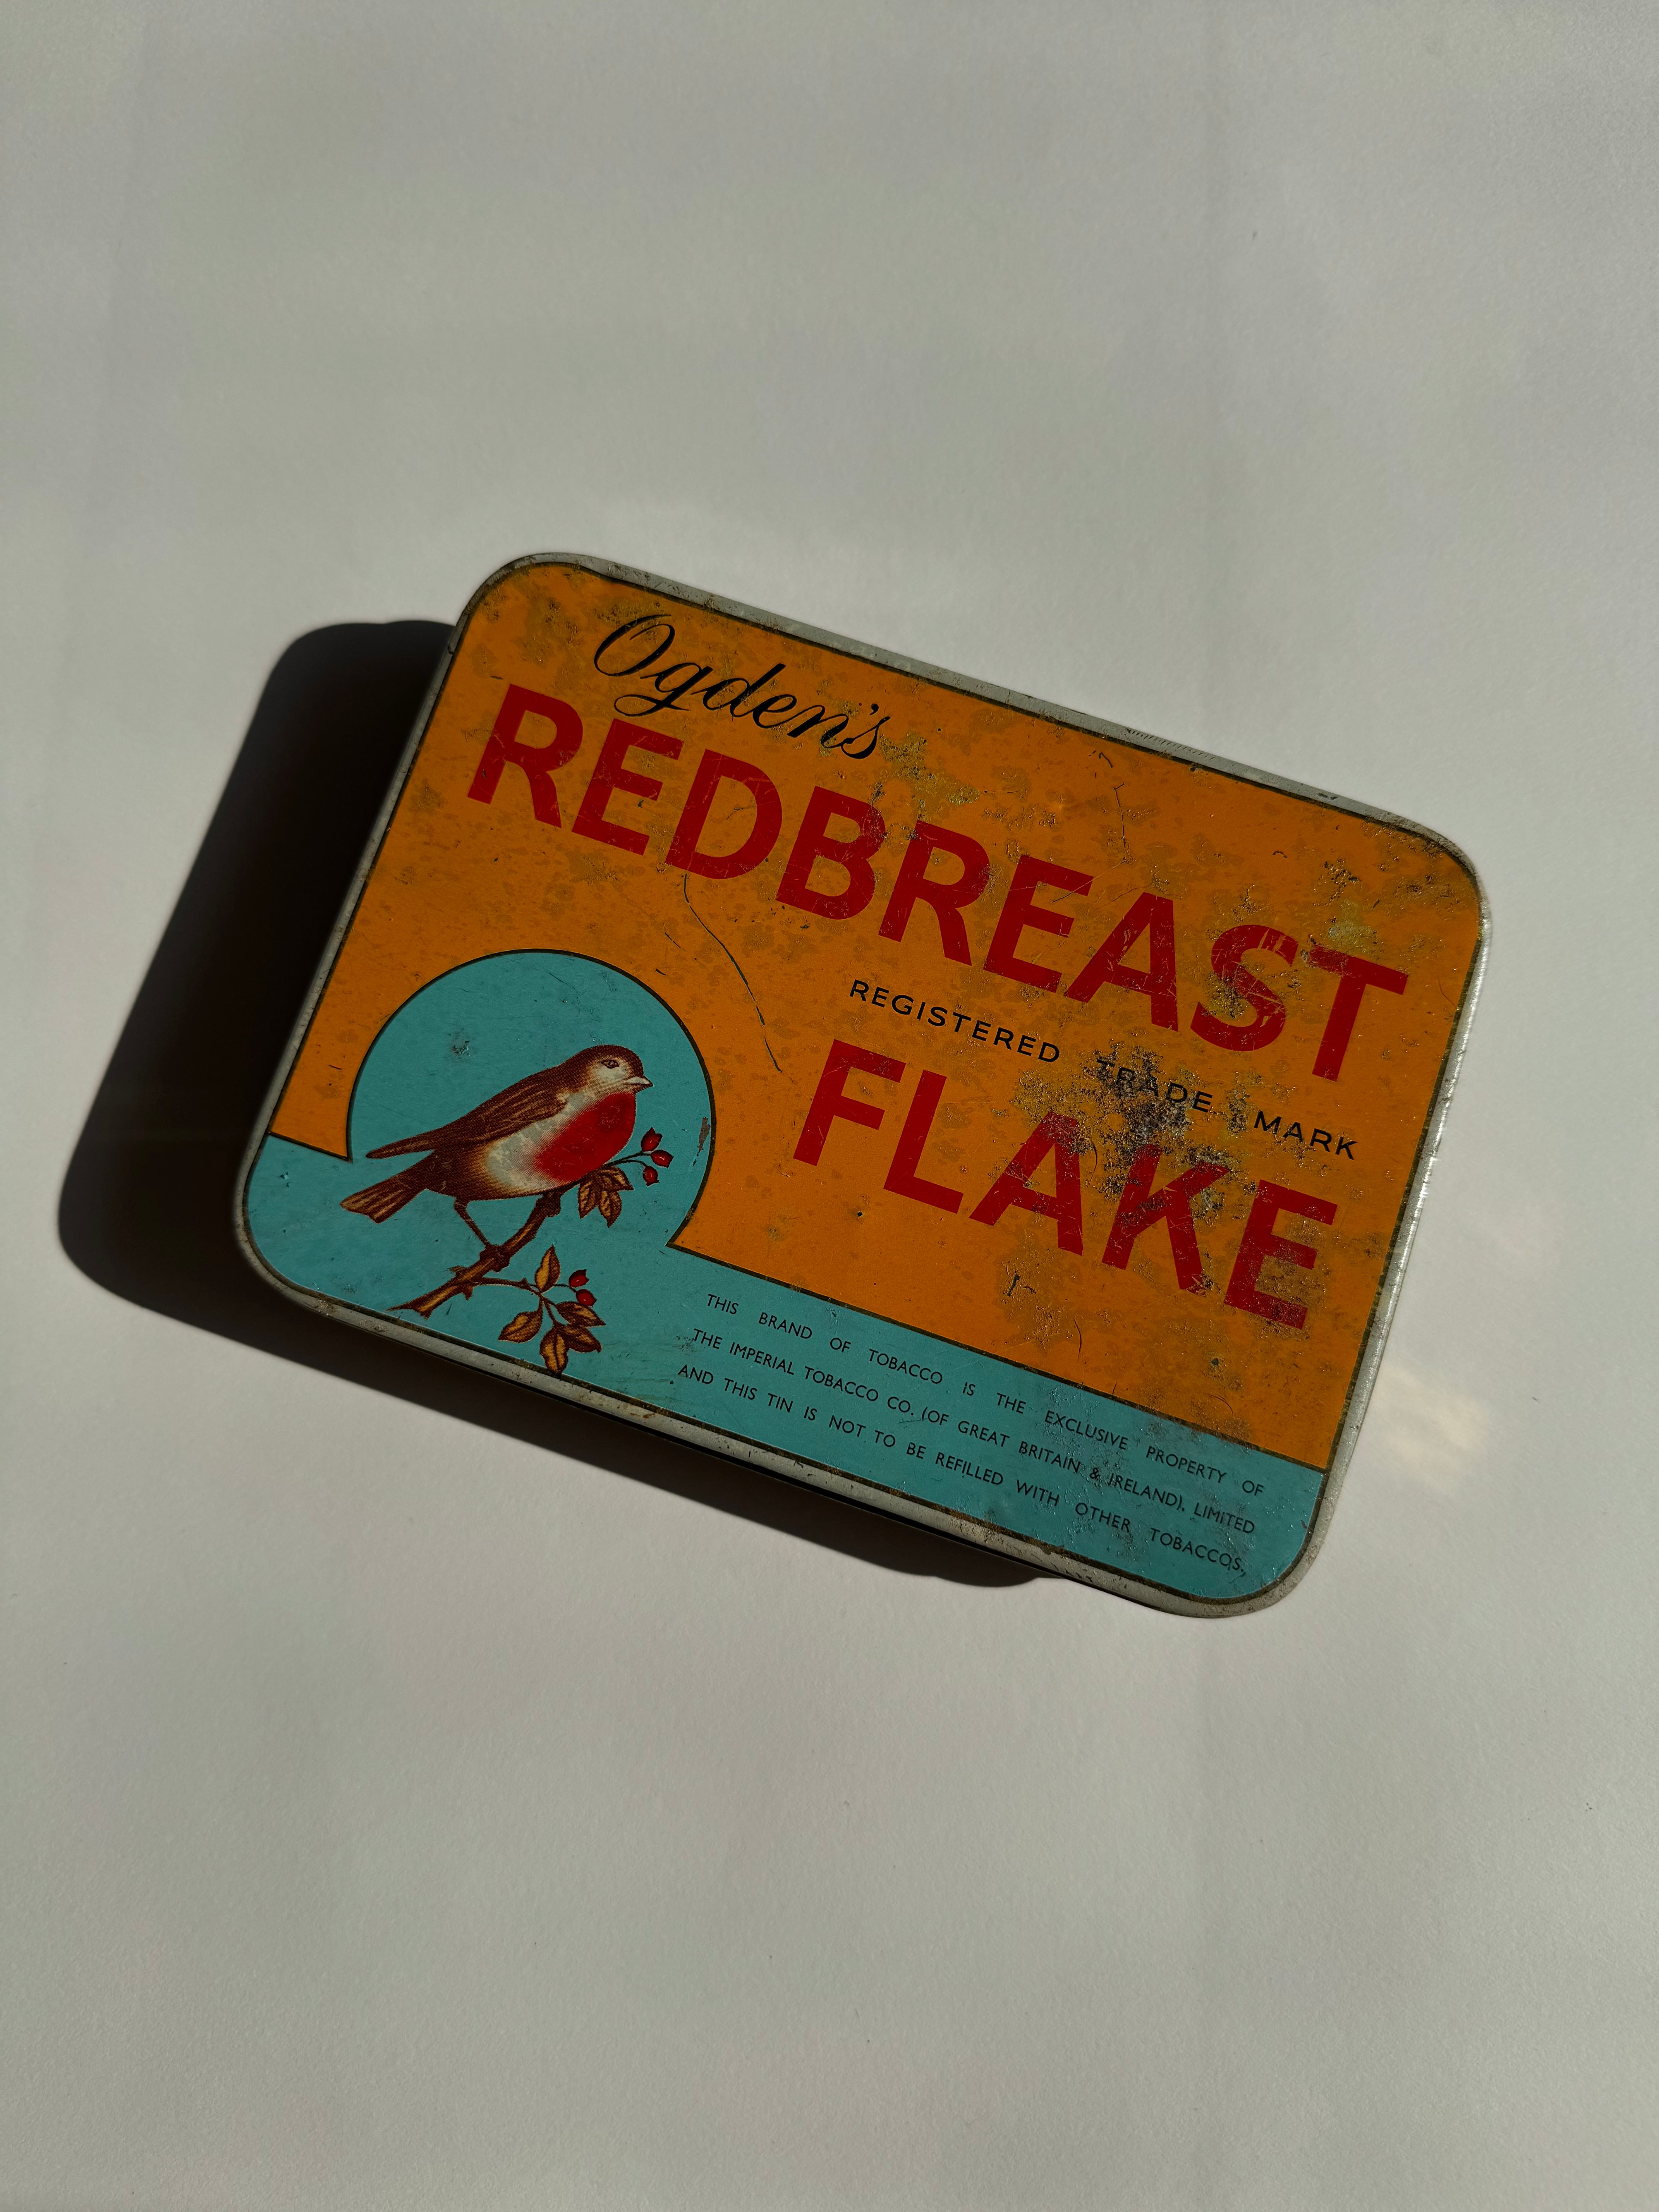 Ogden's
REDBREAST
REGISTERED TRADE MARK
FLAKE
THIS BRAND OF TOBACCO IS THE EXCLUSIVE PROPERTY OF
THE IMPERIAL TOBACCO CO. (OF GREAT BRITAIN & IRELAND), LIMITED
AND THIS TIN IS NOT TO BE REFILLED WITH OTHER TOBACCOS.